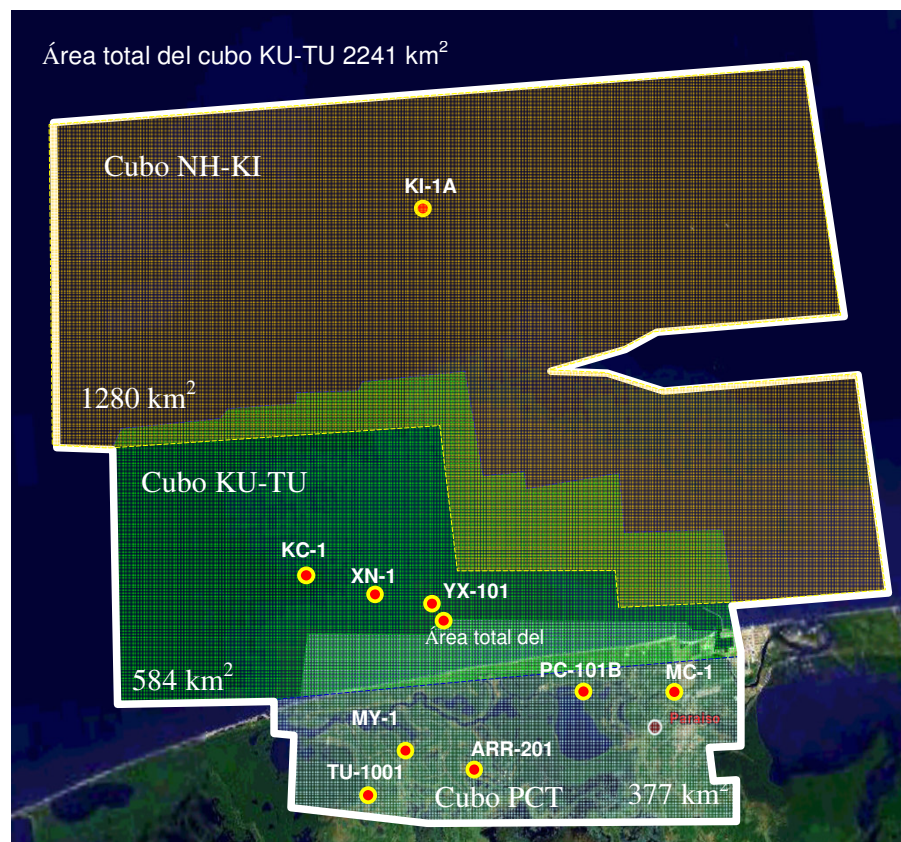 Área total del cubo KU-TU 2241 km²
Cubo NH-KI
KI-1A
1280 km²
Cubo KU-TU
KC-1
XN-1
YX-101
Área total del
584 km²
PC-101B
MC-1
Paraiso
MY-1
ARR-201
TU-1001
Cubo PCT
377 km²